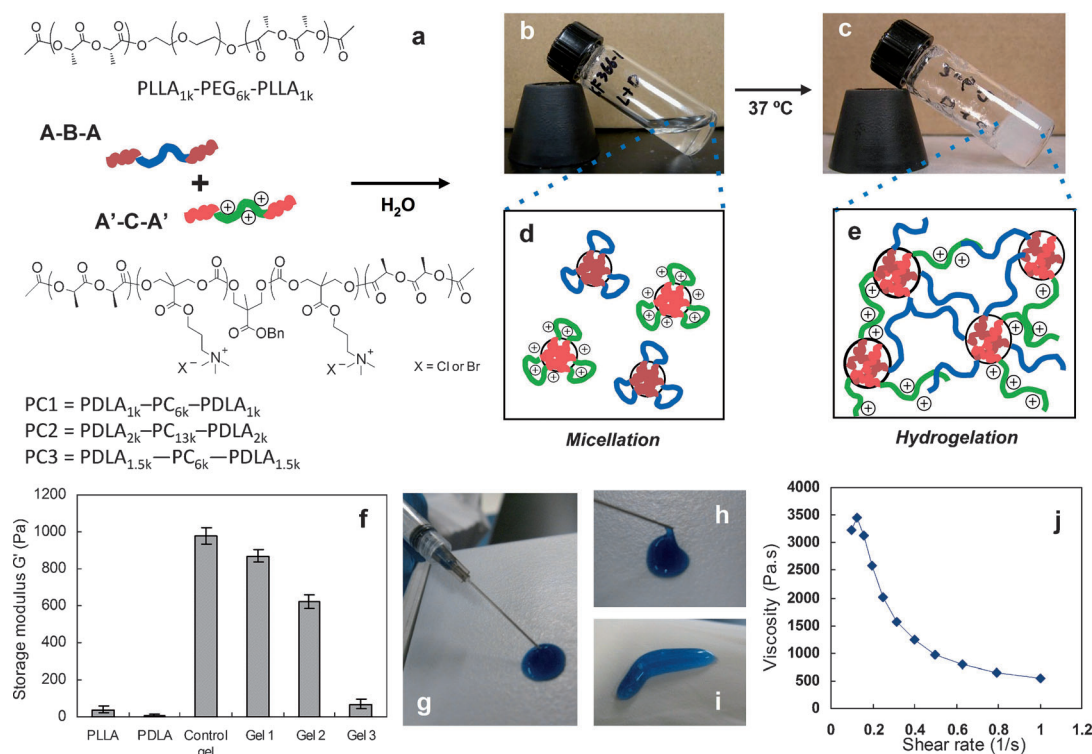 a
PLLA1k-PEG6k-PLLA1k
A-B-A
+
A'-C-A'
H2O
X = Cl or Br
PC1 = PDLA1k–PC6k–PDLA1k
PC2 = PDLA2k–PC13k–PDLA2k
PC3 = PDLA1.5k—PC6k—PDLA1.5k
b
37 ºC
c
d
Micellation
e
Hydrogelation
f
Storage modulus G' (Pa)
1200
1000
800
600
400
200
0
PLLA PDLA Control gel Gel 1 Gel 2 Gel 3
g
h
i
j
Viscosity (Pa.s)
4000
3500
3000
2500
2000
1500
1000
500
0
0 0.2 0.4 0.6 0.8 1 1.2
Shear rate (1/s)